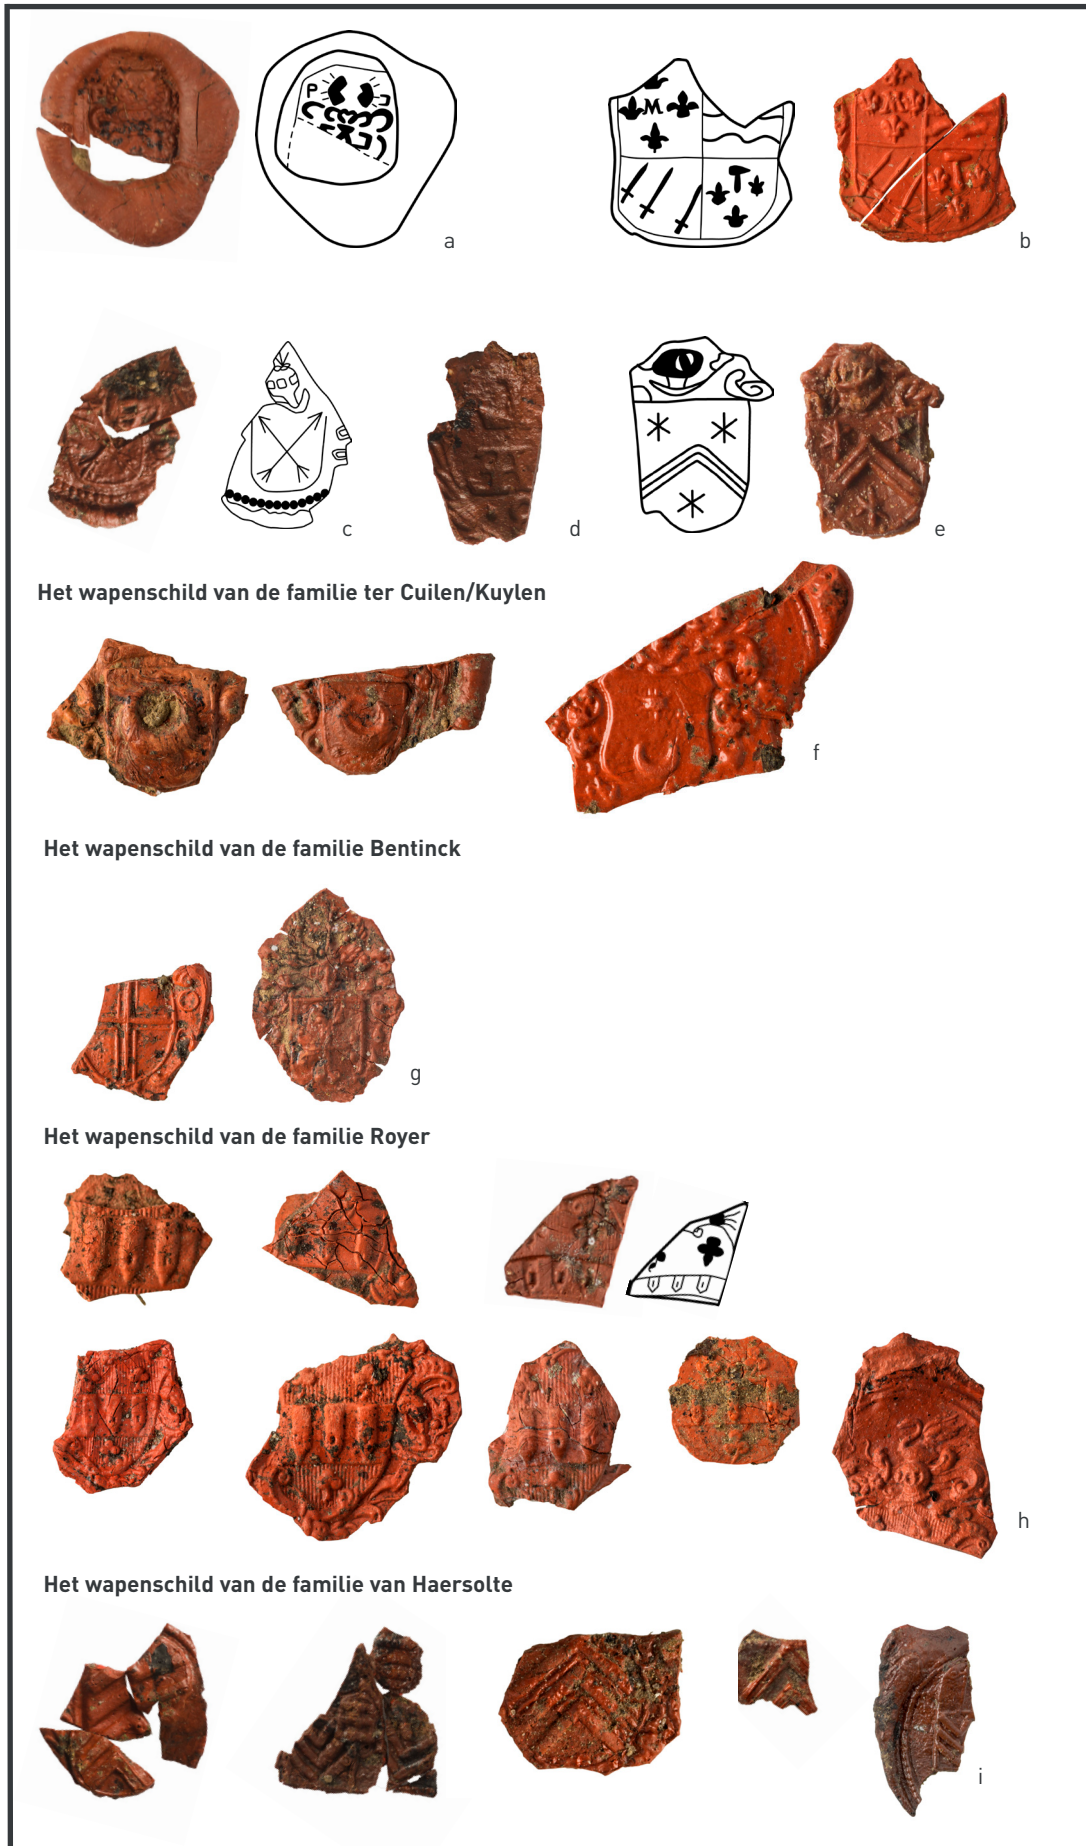 P
M
a
b
c
d
e
Het wapenschild van de familie ter Cuilen/Kuylen
f
Het wapenschild van de familie Bentinck
g
Het wapenschild van de familie Royer
h
Het wapenschild van de familie van Haersolte
i